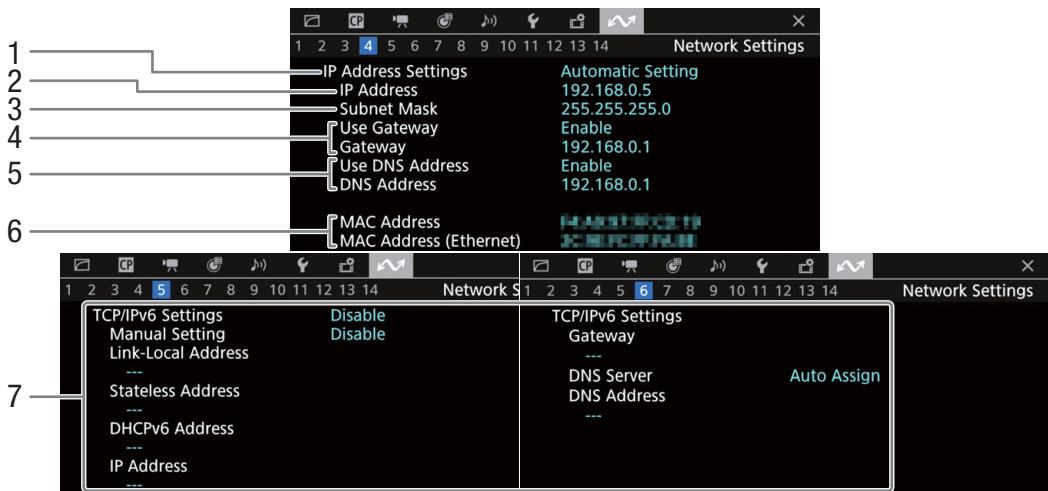 CP
1 2 3 4 5 6 7 8 9 10 11 12 13 14 Network Settings
1 IP Address Settings Automatic Setting
2 IP Address 192.168.0.5
3 Subnet Mask 255.255.255.0
4 Use Gateway Enable
Gateway 192.168.0.1
5 Use DNS Address Enable
DNS Address 192.168.0.1
6 MAC Address
MAC Address (Ethernet)
CP
1 2 3 4 5 6 7 8 9 10 11 12 13 14 Network S
7
TCP/IPv6 Settings Disable
Manual Setting Disable
Link-Local Address
---
Stateless Address
---
DHCPv6 Address
---
IP Address
---
CP
1 2 3 4 5 6 7 8 9 10 11 12 13 14 Network Settings
TCP/IPv6 Settings
Gateway
---
DNS Server Auto Assign
DNS Address
---